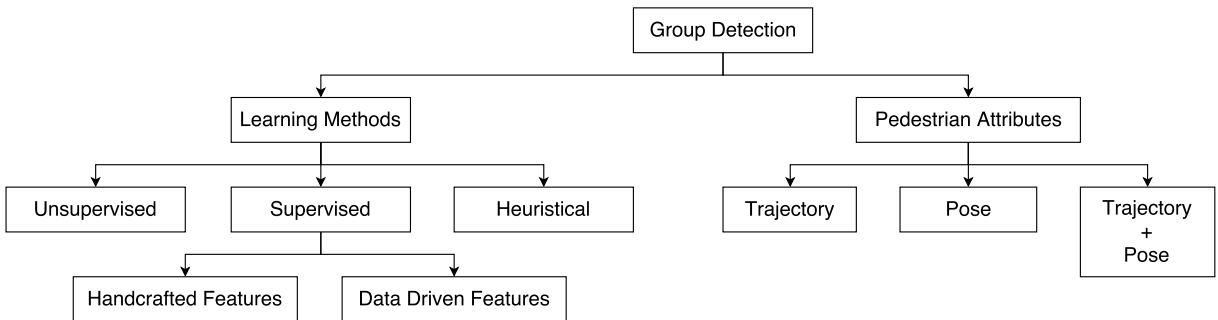 Group Detection
Learning Methods
Pedestrian Attributes
Unsupervised
Supervised
Heuristical
Trajectory
Pose
Trajectory
+
Pose
Handcrafted Features
Data Driven Features